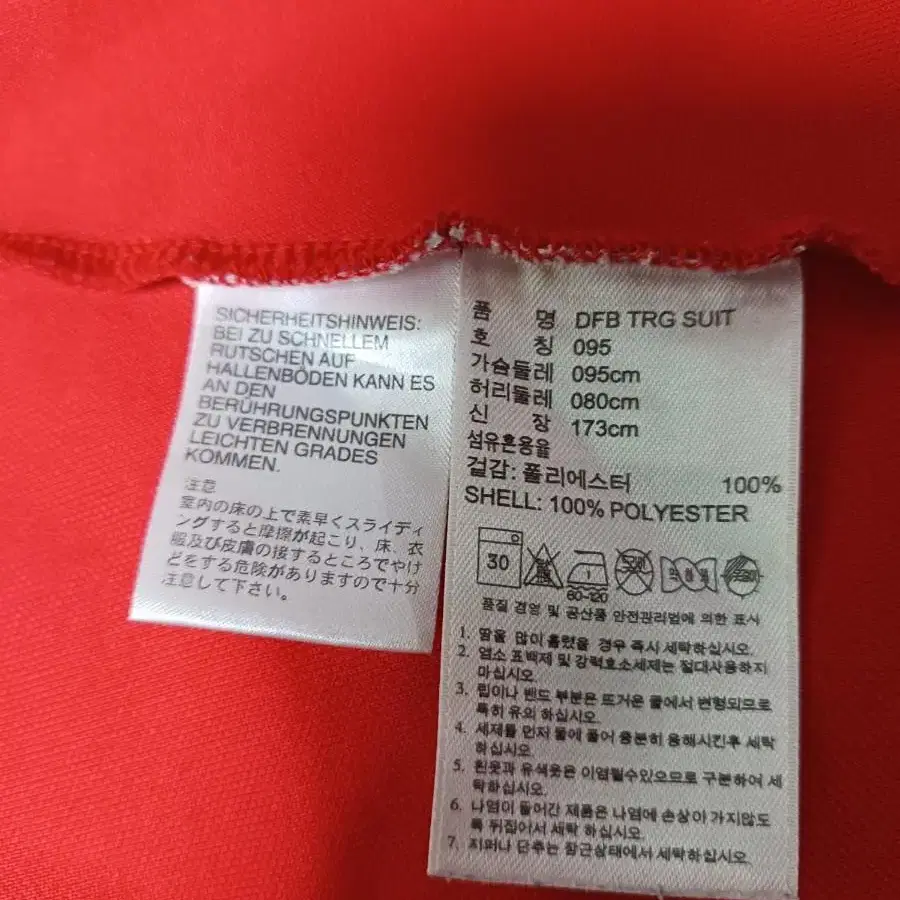 SICHERHEITSHINWEIS:
BEI ZU SCHNELLEM
RUTSCHEN AUF
HALLENBÖDEN KANN ES
AN DEN
BERÜHRUNGSPUNKTEN
ZU VERBRENNUNGEN
LEICHTEN GRADES
KOMMEN.
注意
室内の床の上で素早くスライディ
ングすると摩擦が起こり、床、衣
服及び皮膚の接するところでやけ
どをする危険がありますので十分
注意して下さい。
품 명 DFB TRG SUIT
호 칭 095
가슴둘레 095cm
허리둘레 080cm
신 장 173cm
섬유혼용율
겉감: 폴리에스터 100%
SHELL: 100% POLYESTER
30
60~120
품질 경영 및 공산품 안전관리법에 의한 표시
1. 땀을 많이 흘렸을 경우 즉시 세탁하십시오.
2. 염소 표백제 및 강력효소세제는 절대사용하지
마십시오.
3. 립이나 밴드 부분은 뜨거운 물에서 변형되므로
특히 유의 하십시오.
4. 세제를 먼저 물에 풀어 충분히 용해시킨후 세탁
하십시오.
5. 흰옷과 유색옷은 이염될수있으므로 구분하여 세
탁하십시오.
6. 나염이 들어간 제품은 나염에 손상이 가지않도
록 뒤집어서 세탁 하십시오.
7. 지퍼나 단추는 잠근상태에서 세탁하십시오.